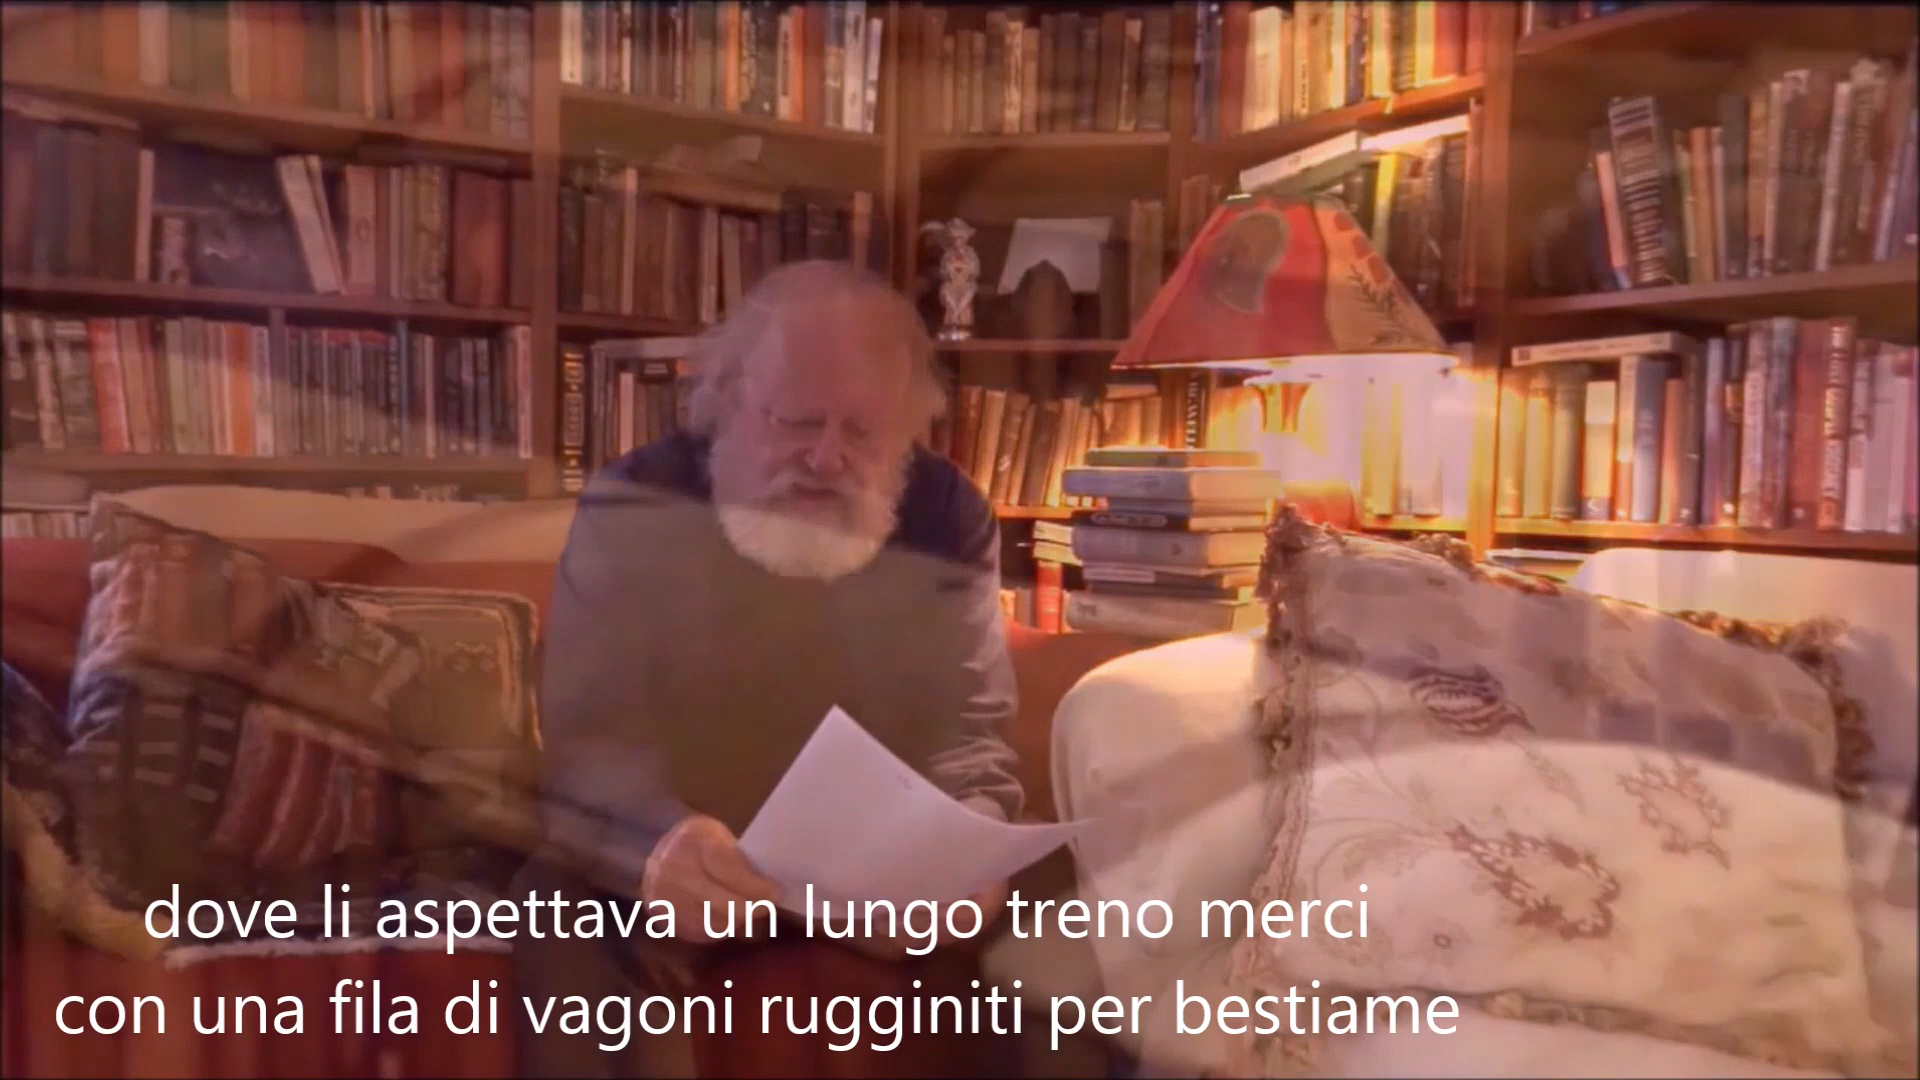 dove li aspettava un lungo treno merci
con una fila di vagoni rugginiti per bestiame